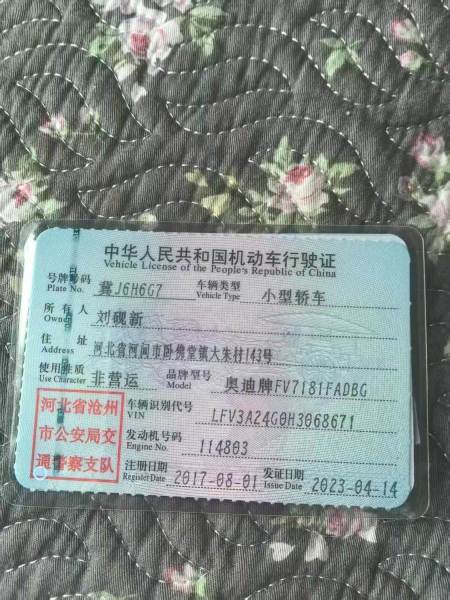 中华人民共和国机动车行驶证
Vehicle License of the People's Republic of China
号牌号码 冀J6H6G7 车辆类型 小型轿车
Plate No. Vehicle Type
所有人 刘砚新
Owner
住址 河北省河间市卧佛堂镇大朱村143号
Address
使用性质 非营运 品牌型号 奥迪牌FV7181FADBG
Use Character Model
河北省沧州 车辆识别代号 LFV3A24G0H3068671
VIN
市公安局交 发动机号码 114803
Engine No.
通警察支队 注册日期 2017-08-01 发证日期 2023-04-14
Register Date Issue Date